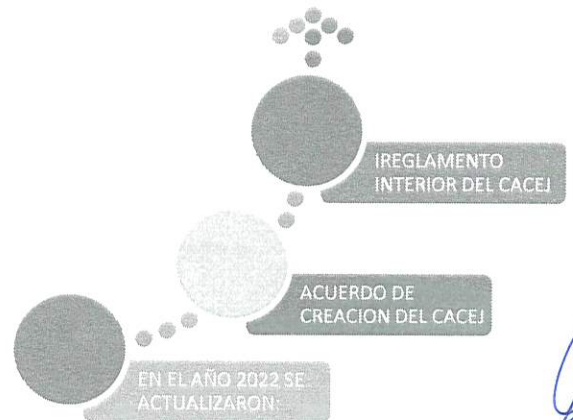 IREGLAMENTO
INTERIOR DEL CACEJ
ACUERDO DE
CREACION DEL CACEJ
EN EL AÑO 2022 SE
ACTUALIZARON: